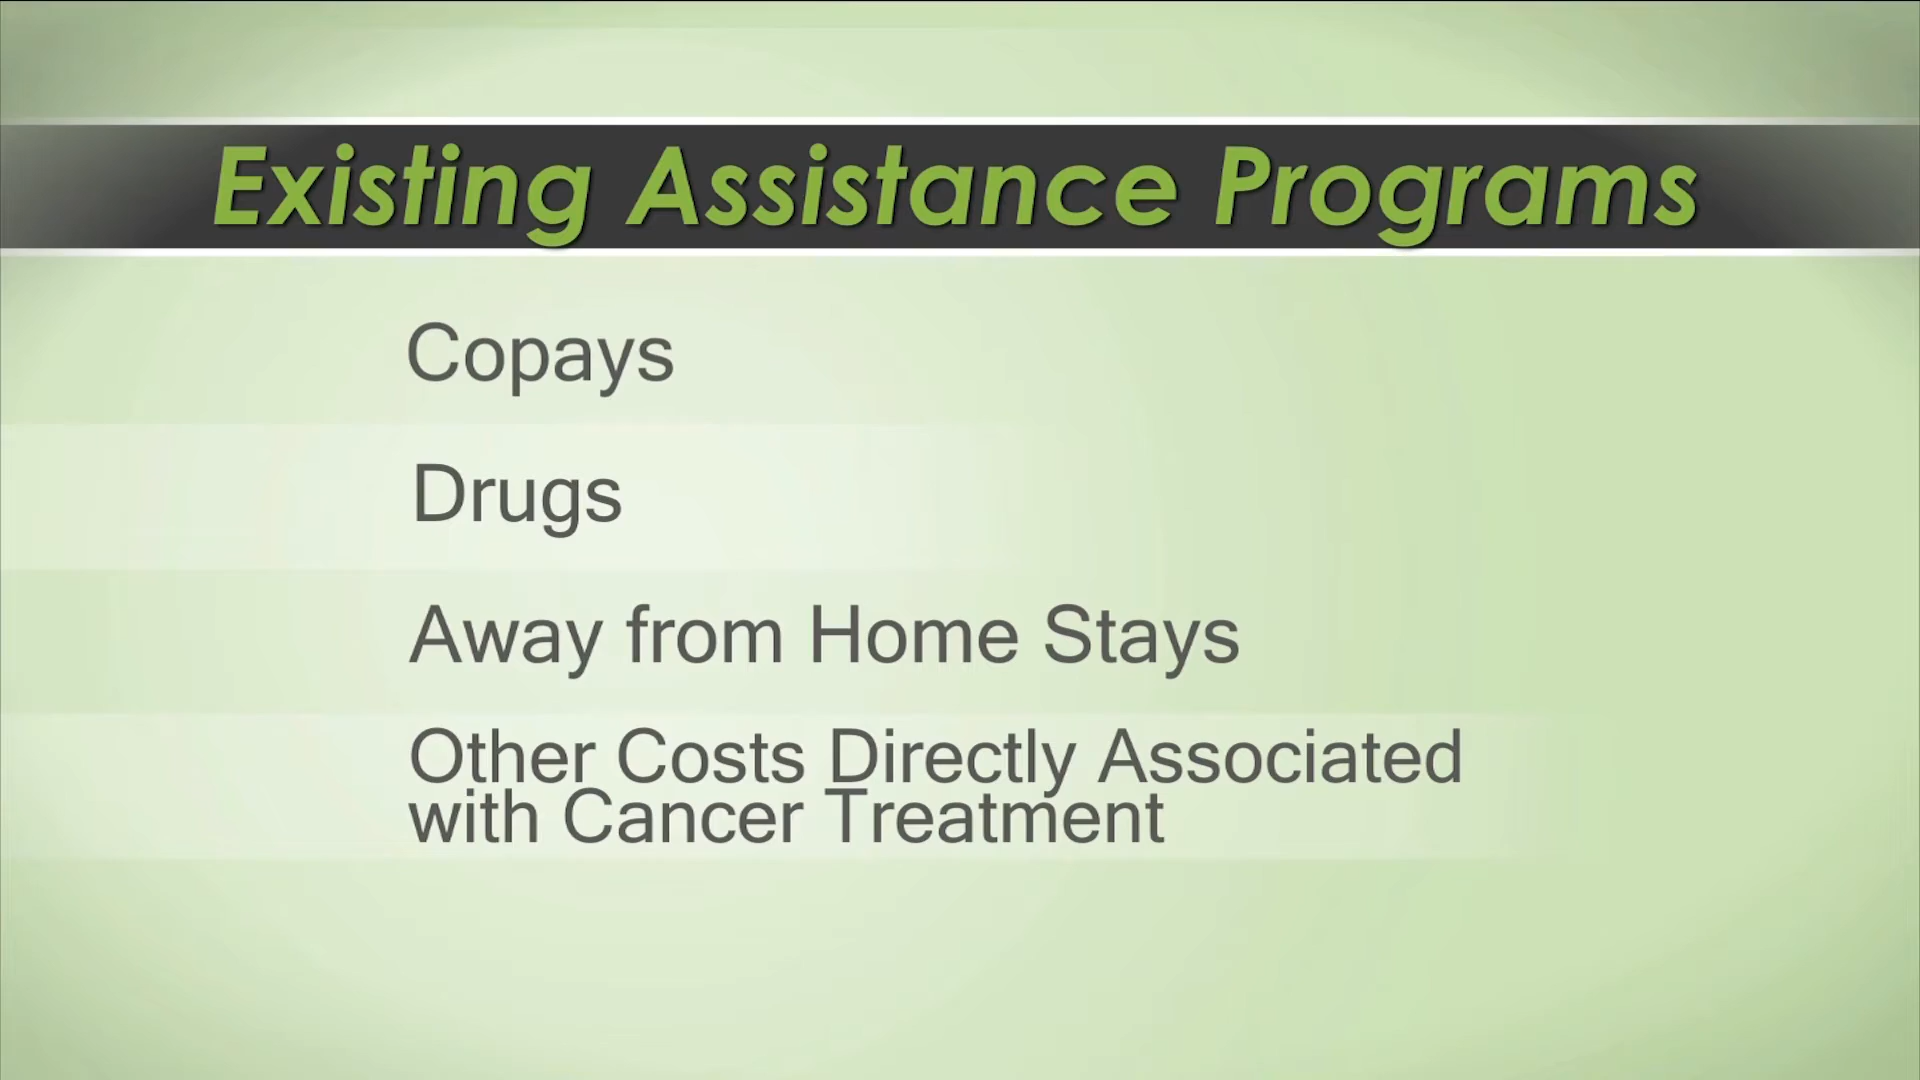 Existing Assistance Programs
Copays
Drugs
Away from Home Stays
Other Costs Directly Associated
with Cancer Treatment